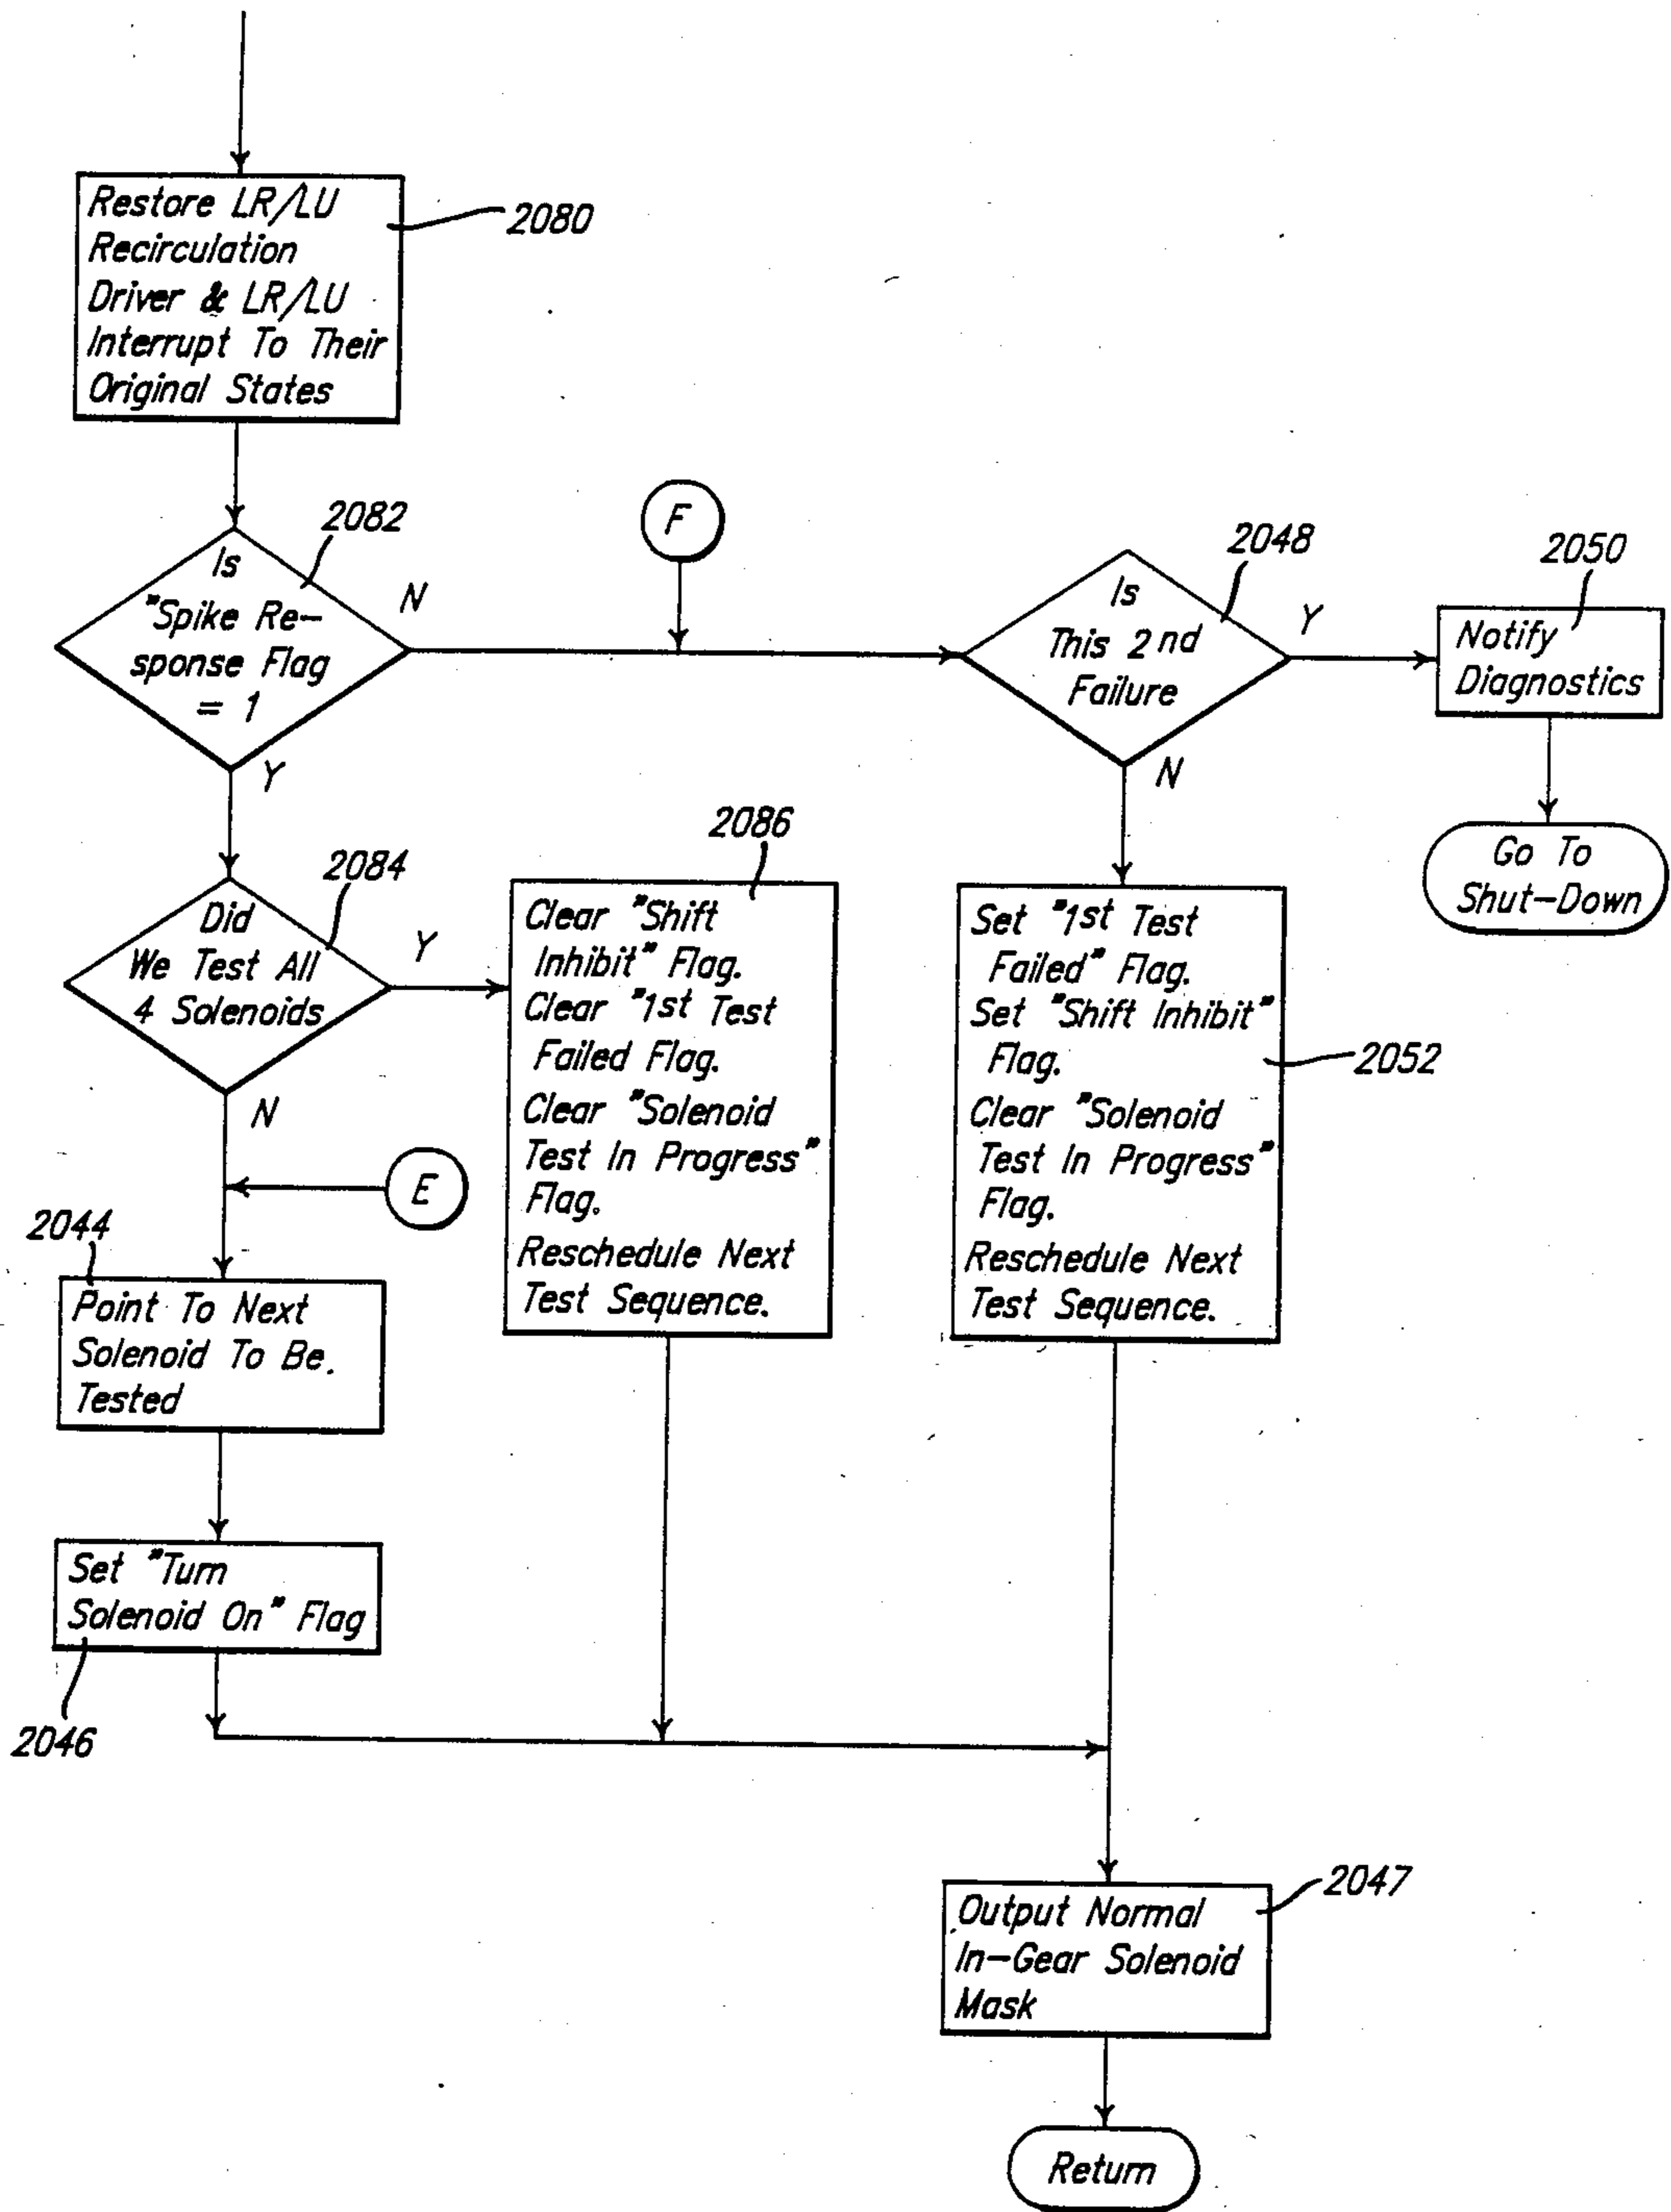 Restore LR/LU
Recirculation
Driver & LR/LU
Interrupt To Their
Original States
2080
Is
"Spike Re-
sponse Flag
= 1
2082
N
Y
F
Is
This 2nd
Failure
2048
Y
N
2050
Notify
Diagnostics
Go To
Shut-Down
Did
We Test All
4 Solenoids
2084
Y
N
2086
Clear "Shift
Inhibit" Flag.
Clear "1st Test
Failed Flag.
Clear "Solenoid
Test In Progress"
Flag.
Reschedule Next
Test Sequence.
Set "1st Test
Failed" Flag.
Set "Shift Inhibit"
Flag.
Clear "Solenoid
Test In Progress"
Flag.
Reschedule Next
Test Sequence.
2052
E
2044
Point To Next
Solenoid To Be
Tested
Set "Turn
Solenoid On" Flag
2046
2047
Output Normal
In-Gear Solenoid
Mask
Return